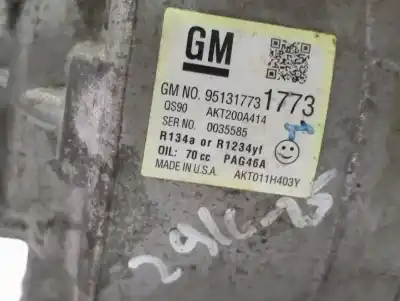 GM
GM NO. 95131773 1773
QS90 AKT200A414
SER NO. 0035585
R134a or R1234yf
OIL: 70 cc PAG46A
MADE IN U.S.A. AKT011H403Y